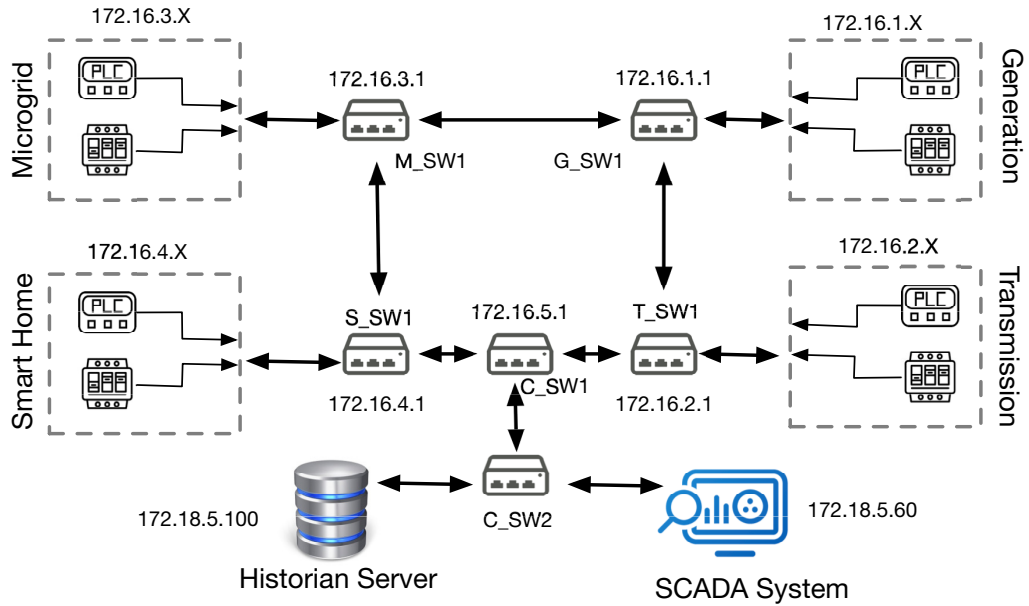 172.16.3.X
172.16.1.X
Microgrid
PLC
172.16.3.1
172.16.1.1
PLC
Generation
M_SW1
G_SW1
172.16.4.X
172.16.2.X
Smart Home
PLC
S_SW1
172.16.5.1
T_SW1
PLC
Transmission
C_SW1
172.16.4.1
172.16.2.1
172.18.5.100
C_SW2
172.18.5.60
Historian Server
SCADA System